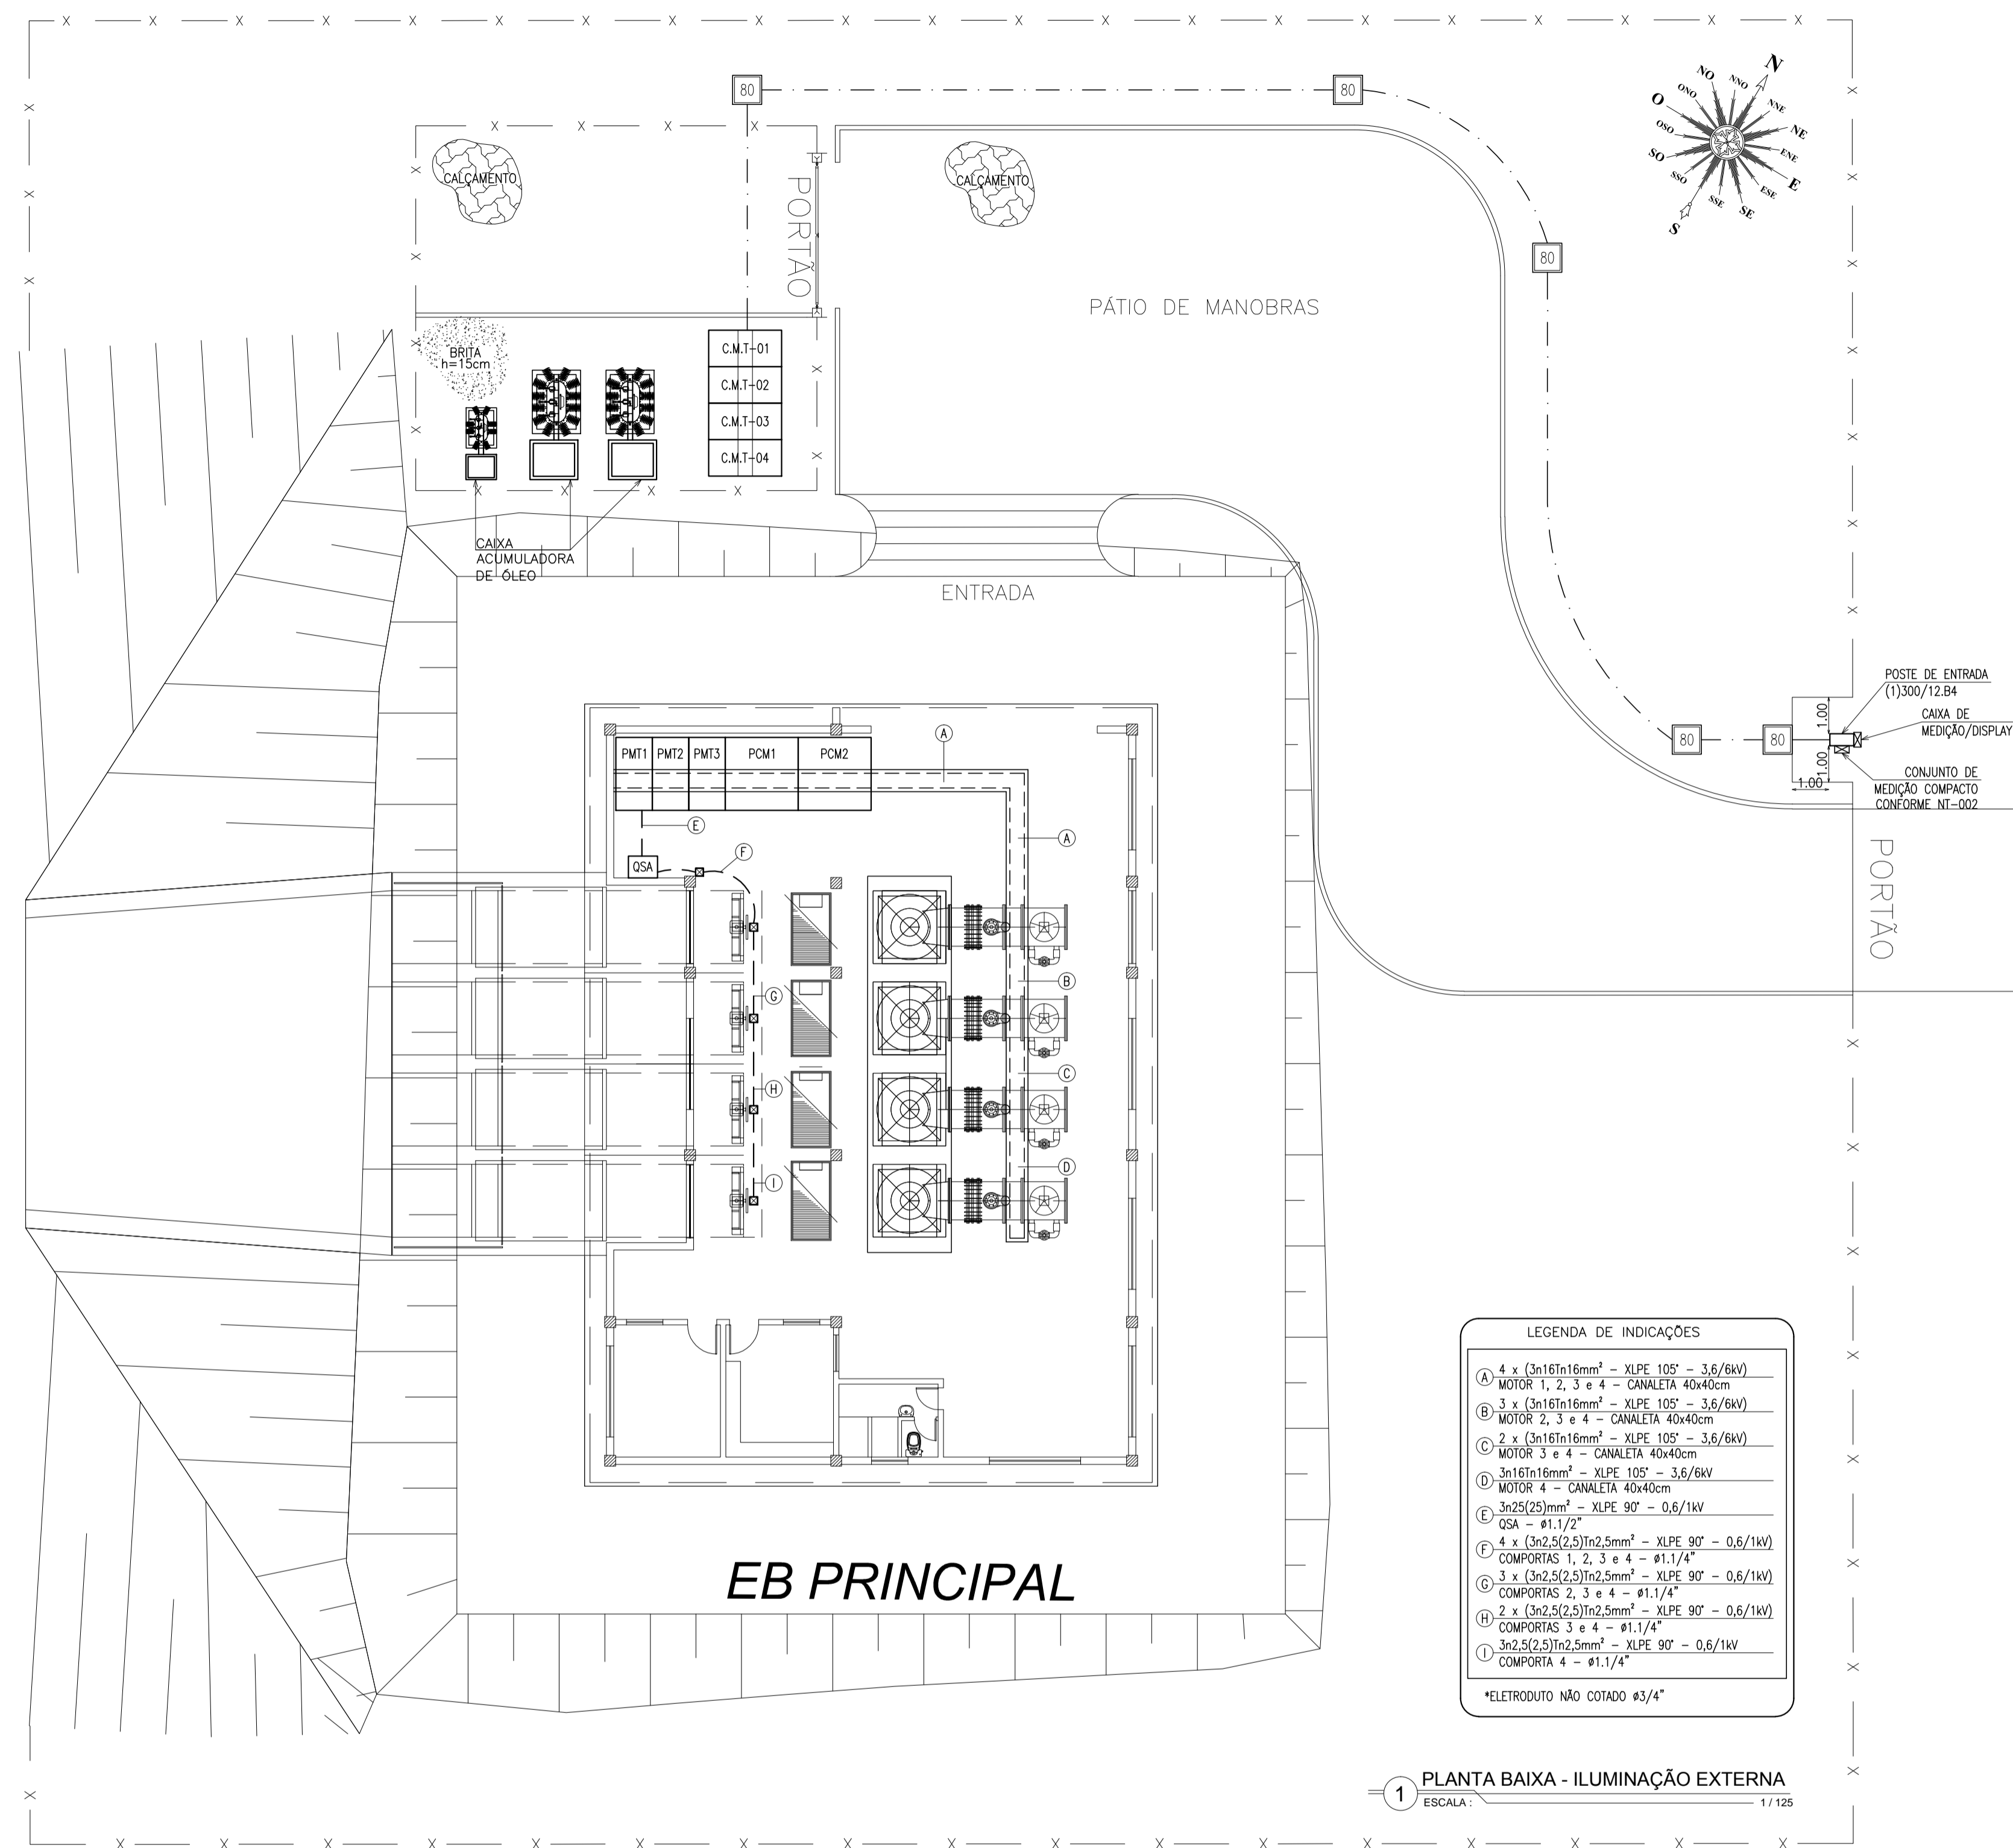 80
80
N
NNO
NO
NNE
ONO
O
NE
OSO
ENE
SO
E
SSO
ESE
SSE
SE
S
CALÇAMENTO
PORTÃO
CALÇAMENTO
80
PÁTIO DE MANOBRAS
BRITA
h=15cm
C.M.T-01
C.M.T-02
C.M.T-03
C.M.T-04
CAIXA
ACUMULADORA
DE ÓLEO
ENTRADA
POSTE DE ENTRADA
(1)300/12.B4
CAIXA DE
MEDIÇÃO/DISPLAY
1.00
80
80
1.00
1.00
CONJUNTO DE
MEDIÇÃO COMPACTO
CONFORME NT-002
PORTÃO
A
PMT1
PMT2
PMT3
PCM1
PCM2
E
A
F
QSA
B
G
C
H
D
I
EB PRINCIPAL
LEGENDA DE INDICAÇÕES
A 4 x (3n16Tn16mm² - XLPE 105° - 3,6/6kV)
MOTOR 1, 2, 3 e 4 - CANALETA 40x40cm
B 3 x (3n16Tn16mm² - XLPE 105° - 3,6/6kV)
MOTOR 2, 3 e 4 - CANALETA 40x40cm
C 2 x (3n16Tn16mm² - XLPE 105° - 3,6/6kV)
MOTOR 3 e 4 - CANALETA 40x40cm
D 3n16Tn16mm² - XLPE 105° - 3,6/6kV
MOTOR 4 - CANALETA 40x40cm
E 3n25(25)mm² - XLPE 90° - 0,6/1kV
QSA - ø1.1/2"
F 4 x (3n2,5(2,5)Tn2,5mm² - XLPE 90° - 0,6/1kV)
COMPORTAS 1, 2, 3 e 4 - ø1.1/4"
G 3 x (3n2,5(2,5)Tn2,5mm² - XLPE 90° - 0,6/1kV)
COMPORTAS 2, 3 e 4 - ø1.1/4"
H 2 x (3n2,5(2,5)Tn2,5mm² - XLPE 90° - 0,6/1kV)
COMPORTAS 3 e 4 - ø1.1/4"
I 3n2,5(2,5)Tn2,5mm² - XLPE 90° - 0,6/1kV
COMPORTA 4 - ø1.1/4"
*ELETRODUTO NÃO COTADO ø3/4"
1 PLANTA BAIXA - ILUMINAÇÃO EXTERNA
ESCALA : 1 / 125